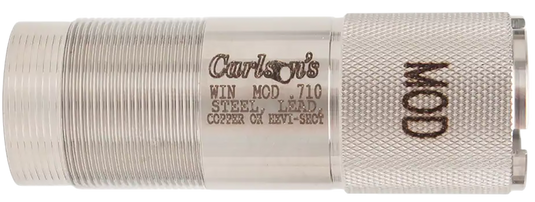 Carlson's
WIN MOD .710
STEEL, LEAD,
COPPER OR HEVI-SHOT
MOD